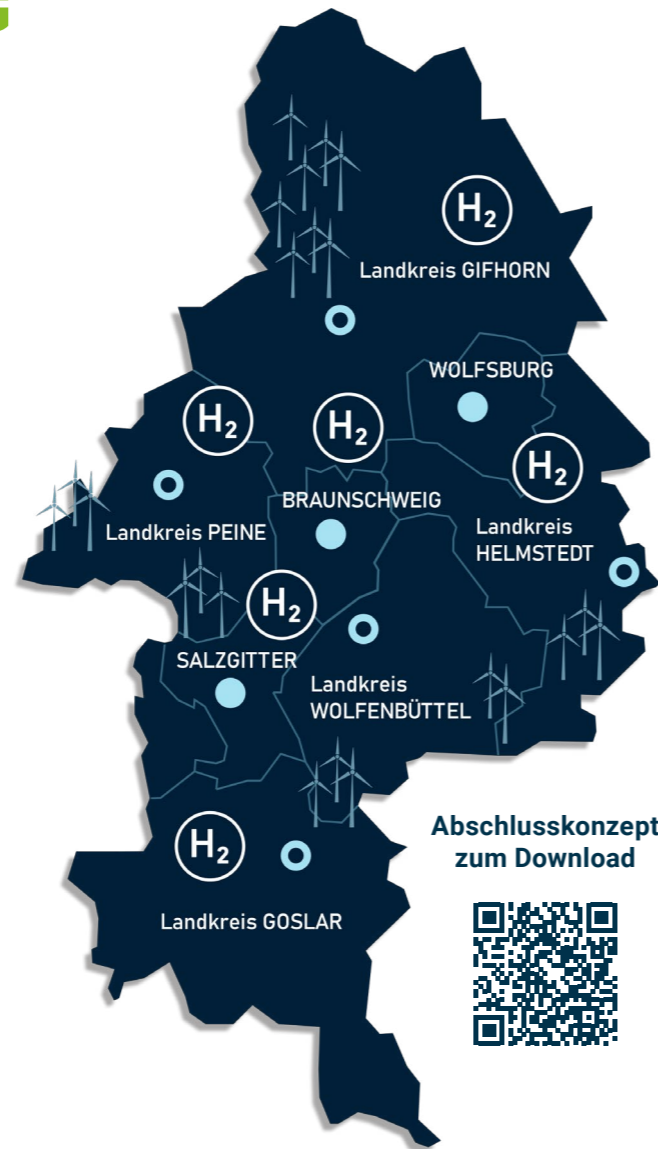 H₂
Landkreis GIFHORN
WOLFSBURG
H₂
H₂
H₂
BRAUNSCHWEIG
Landkreis PEINE
Landkreis
HELMSTEDT
H₂
SALZGITTER
Landkreis
WOLFENBÜTTEL
H₂
Landkreis GOSLAR
Abschlusskonzept
zum Download